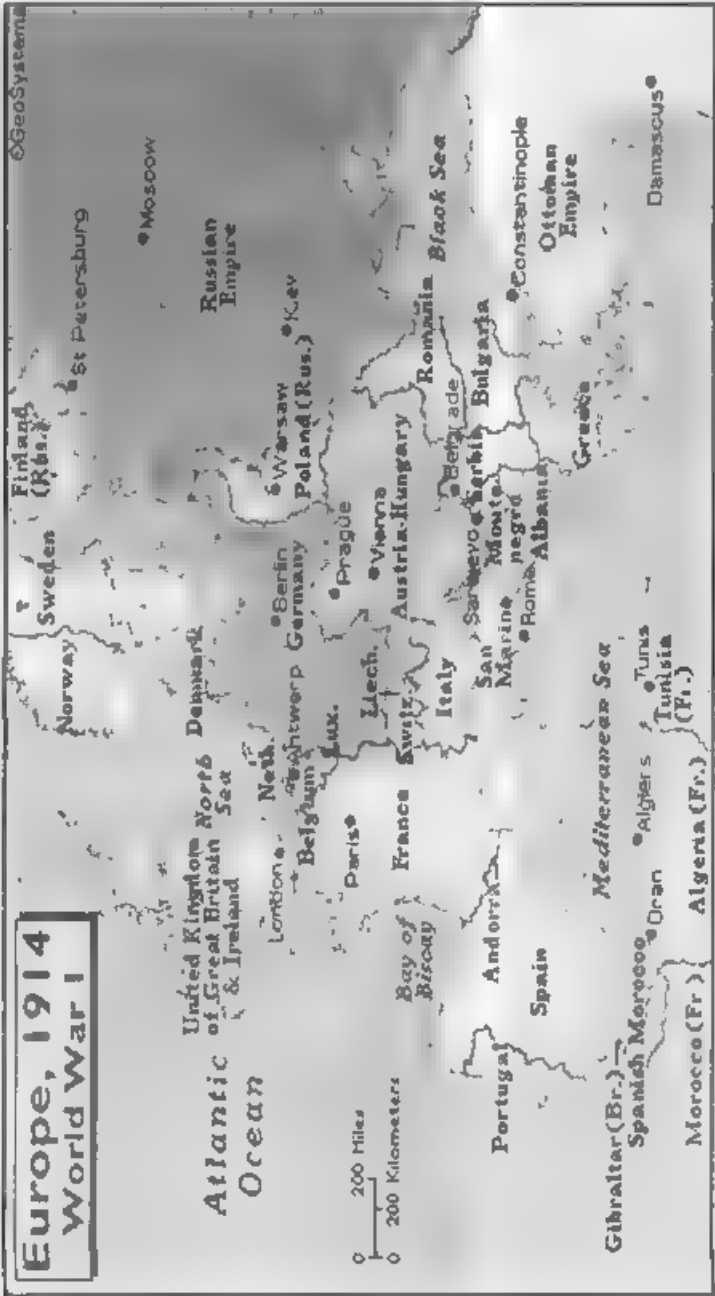 Europe, 1914
World War I
©GeoSystems
Norway
Sweden
Finland
(Rus.)
St Petersburg
Moscow
Atlantic
Ocean
United Kingdom
of Great Britain
& Ireland
North
Sea
Denmark
Russian
Empire
London
Neth.
Antwerp
Belgium
Berlin
Germany
Warsaw
Poland (Rus.)
Kiev
Lux.
Paris
Prague
0 200 Miles
0 200 Kilometers
Bay of
Biscay
France
Liech.
Switz.
Vienna
Austria-Hungary
Italy
Romania
Black Sea
Belgrade
Serbia
Sarajevo
Bulgaria
Portugal
Andorra
Spain
San
Marino
Rome
Monte
negro
Albania
Constantinople
Ottoman
Empire
Greece
Mediterranean Sea
Gibraltar (Br.)
Spanish Morocco
Oran
Algiers
Tunis
Tunisia
(Fr.)
Damascus
Morocco (Fr.)
Algeria (Fr.)